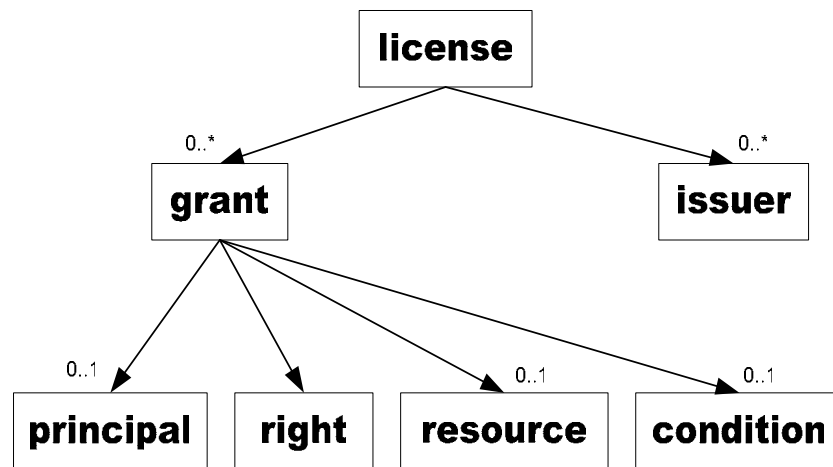 license
0..*
0..*
grant
issuer
0..1
0..1
0..1
principal
right
resource
condition